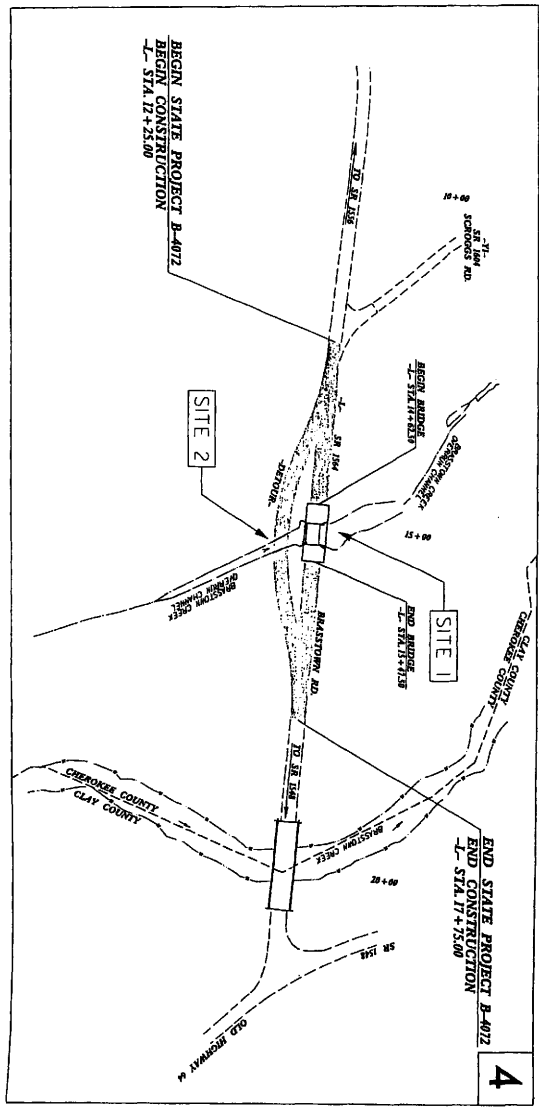 BEGIN STATE PROJECT B-4072
BEGIN CONSTRUCTION
-L- STA. 12+25.00
TO SR 1556
10+00
-Y1-
SR 1604
SCROGGS RD.
SITE 2
-DETOUR-
-L-
SR 1564
BEGIN BRIDGE
-L- STA. 14+62.50
BRASSTOWN CREEK
OVERRUN CHANNEL
15+00
SITE 1
BRASSTOWN CREEK
OVERRUN CHANNEL
END BRIDGE
-L- STA. 15+47.50
BRASSTOWN RD.
CLAY COUNTY
CHEROKEE COUNTY
TO SR 1548
CHEROKEE COUNTY
CLAY COUNTY
BRASSTOWN CREEK
20+00
END STATE PROJECT B-4072
END CONSTRUCTION
-L- STA. 17+75.00
SR 1548
OLD HIGHWAY 64
4